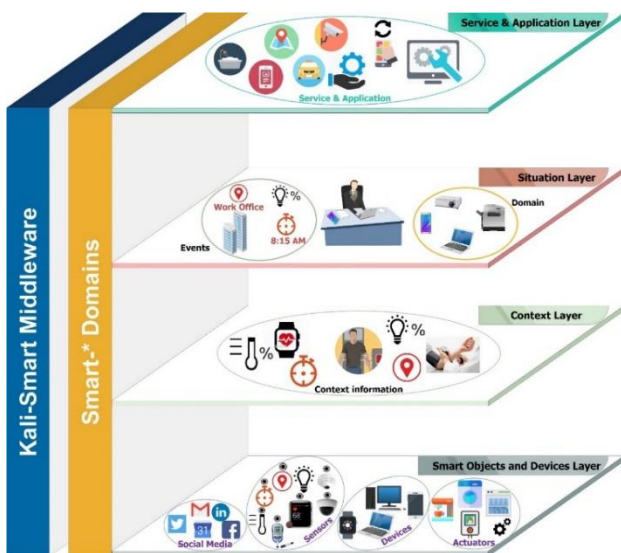 Service & Application Layer
Service & Application
Kali-Smart Middleware
Smart-* Domains
Situation Layer
Work Office
%
Domain
Events
8:15 AM
Context Layer
%
%
Context information
Smart Objects and Devices Layer
31
Social Media
Sensors
Devices
Actuators